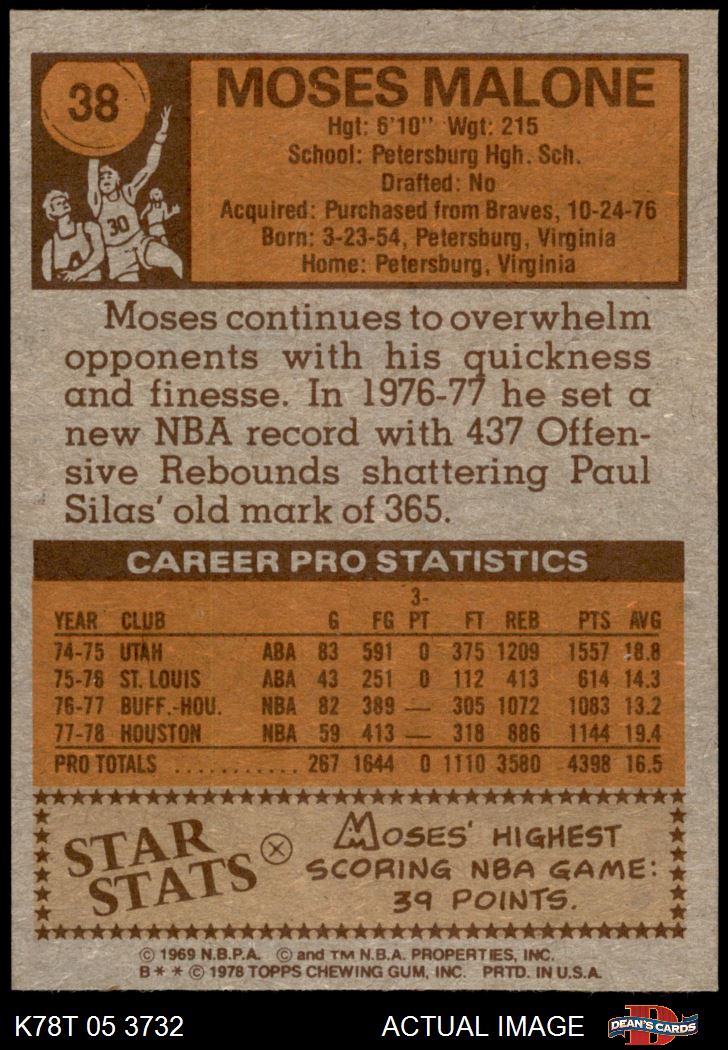 38
MOSES MALONE
Hgt: 6'10" Wgt: 215
School: Petersburg Hgh. Sch.
Drafted: No
Acquired: Purchased from Braves, 10-24-76
Born: 3-23-54, Petersburg, Virginia
Home: Petersburg, Virginia
30
Moses continues to overwhelm
opponents with his quickness
and finesse. In 1976-77 he set a
new NBA record with 437 Offen-
sive Rebounds shattering Paul
Silas' old mark of 365.
CAREER PRO STATISTICS
YEAR CLUB G FG 3-PT FT REB PTS AVG
74-75 UTAH ABA 83 591 0 375 1209 1557 18.8
75-76 ST. LOUIS ABA 43 251 0 112 413 614 14.3
76-77 BUFF.-HOU. NBA 82 389 — 305 1072 1083 13.2
77-78 HOUSTON NBA 59 413 — 318 886 1144 19.4
PRO TOTALS ........... 267 1644 0 1110 3580 4398 16.5
STAR STATS
MOSES' HIGHEST
SCORING NBA GAME:
39 POINTS.
© 1969 N.B.P.A. © and TM N.B.A. PROPERTIES, INC.
B * * © 1978 TOPPS CHEWING GUM, INC. PRTD. IN U.S.A.
K78T 05 3732 ACTUAL IMAGE
D
DEAN'S CARDS